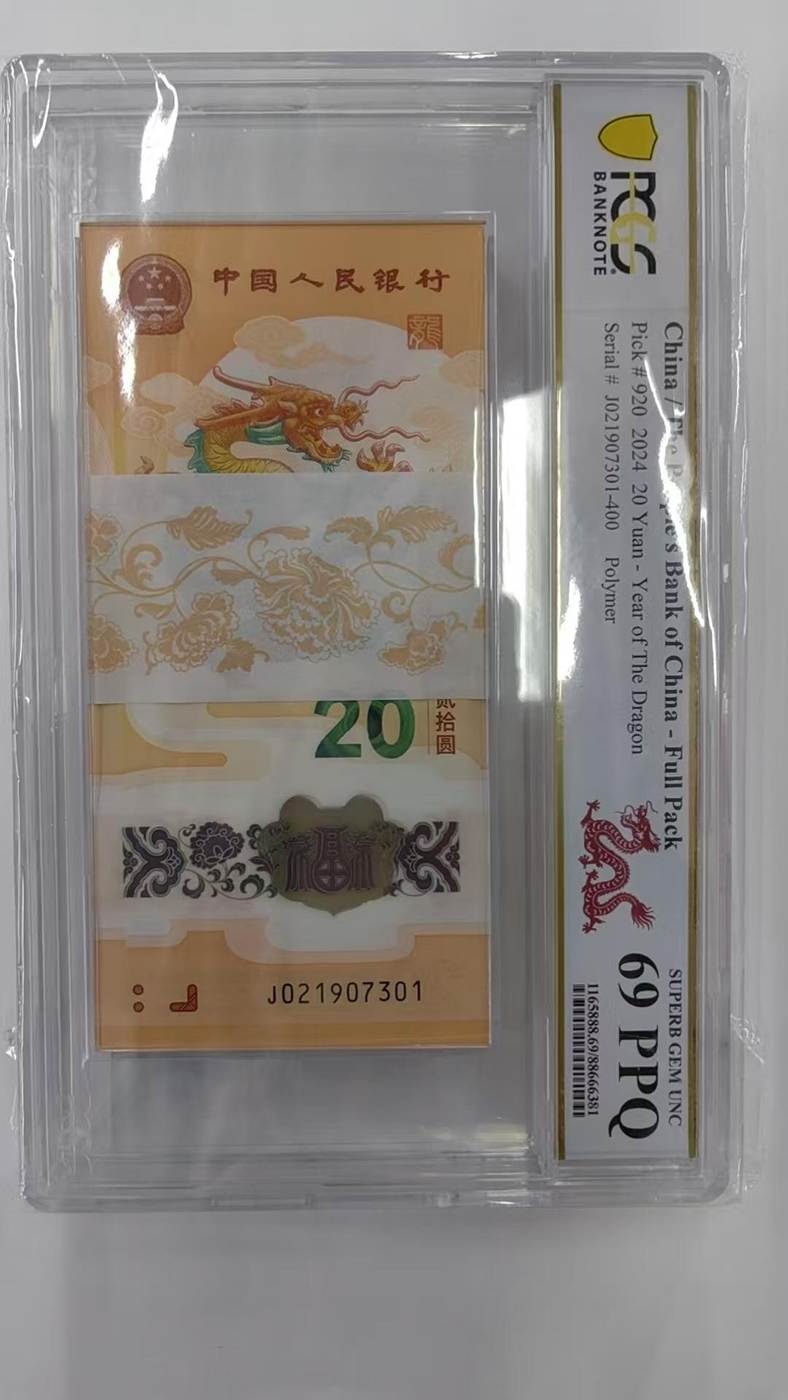 中国人民银行
龍
20
贰拾圆
福
J021907301
PCGS
BANKNOTE
China / The People's Bank of China - Full Pack
Pick # 920 2024 20 Yuan - Year of The Dragon
Serial # J021907301-400 Polymer
SUPERB GEM UNC
69 PPQ
1165888.69/88666381